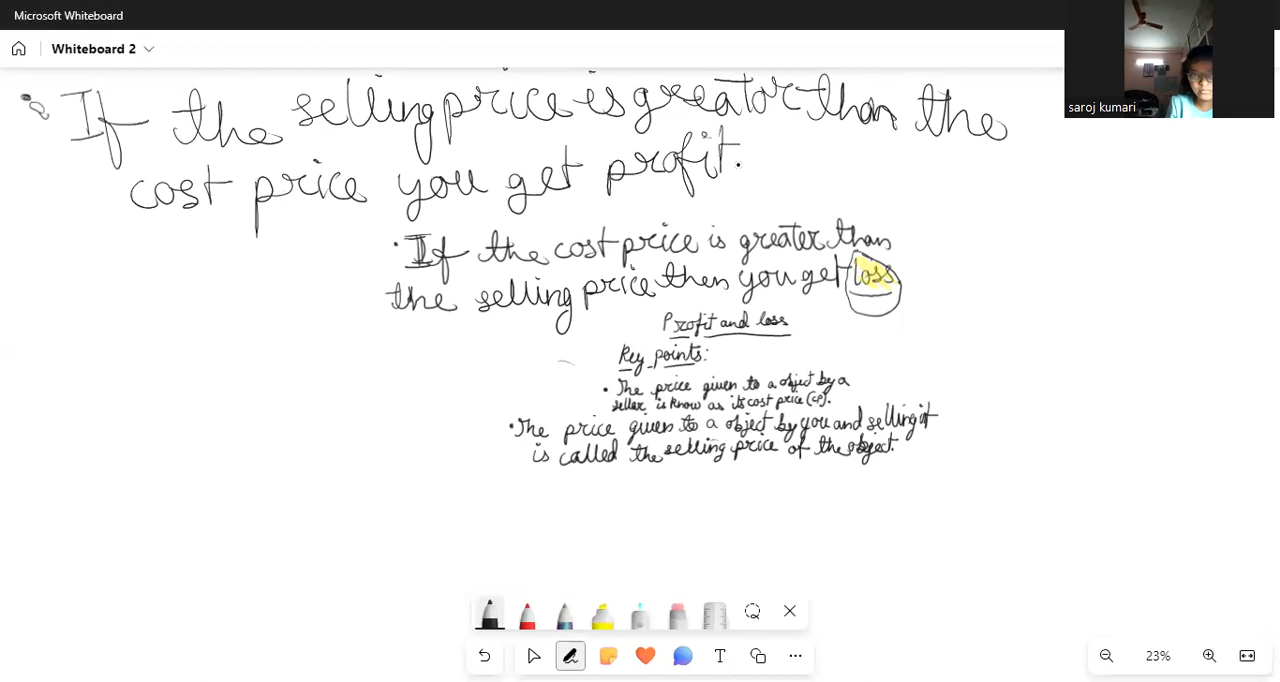 Microsoft Whiteboard
Whiteboard 2
saroj kumari
If the selling price is greator than the
cost price you get profit.
• If the cost price is greater than
the selling price then you get loss.
Profit and loss
Key points:
• The price given to a object by a
seller is know as its cost price (CP).
• The price given to a object by you and selling it
is called the selling price of the object.
T
23%